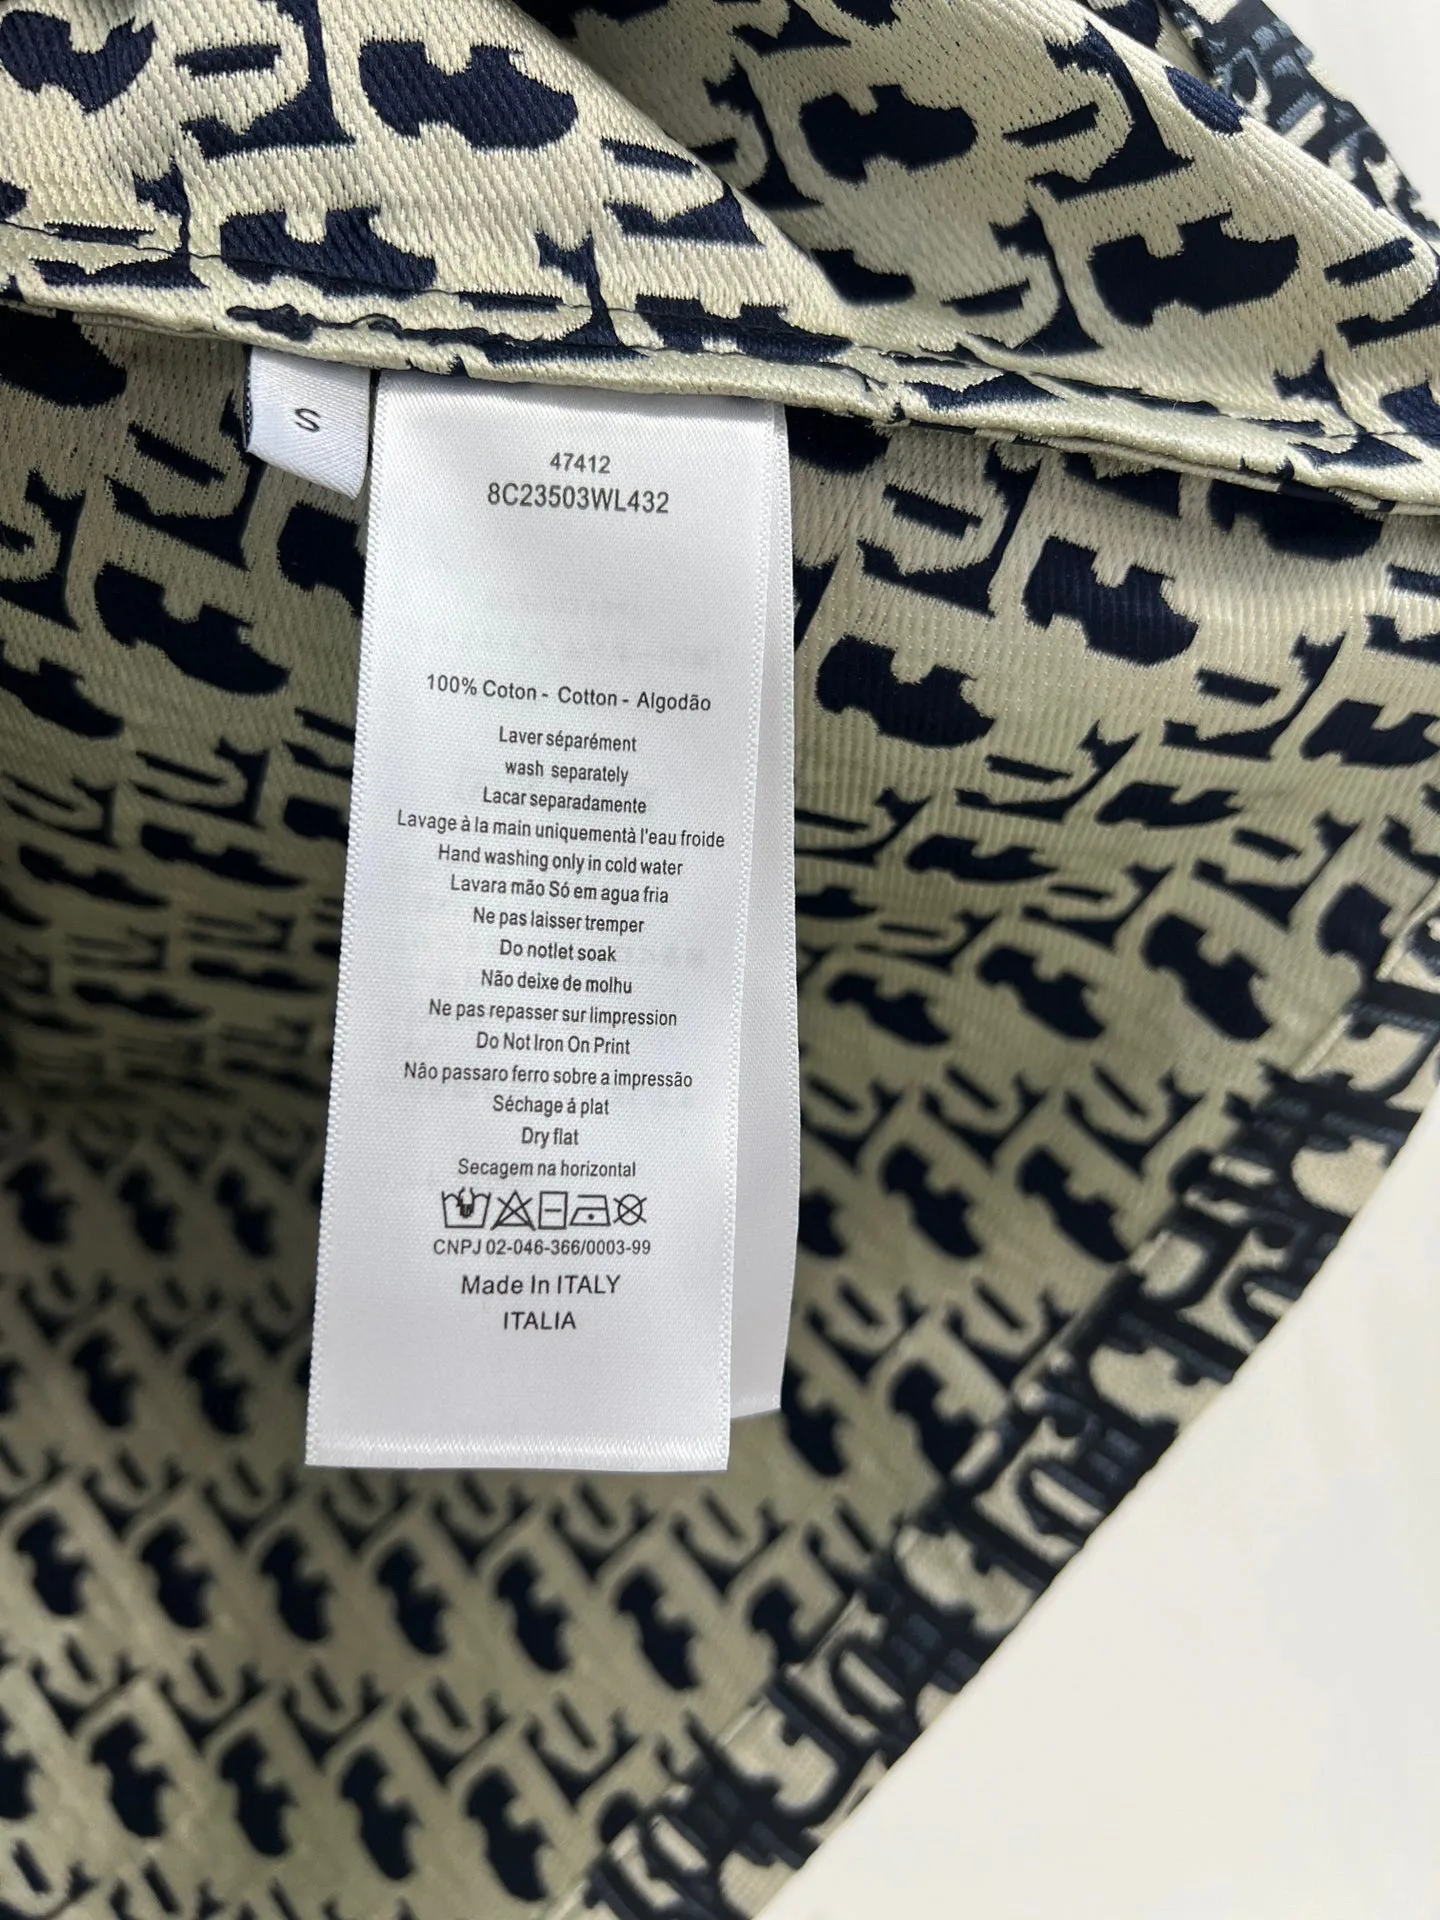 S
47412
8C23503WL432
100% Coton - Cotton - Algodão
Laver séparément
wash separately
Lacar separadamente
Lavage à la main uniquementà l'eau froide
Hand washing only in cold water
Lavara mão Só em agua fria
Ne pas laisser tremper
Do notlet soak
Não deixe de molhu
Ne pas repasser sur limpression
Do Not Iron On Print
Nâo passaro ferro sobre a impressão
Séchage á plat
Dry flat
Secagem na horizontal
CNPJ 02-046-366/0003-99
Made In ITALY
ITALIA